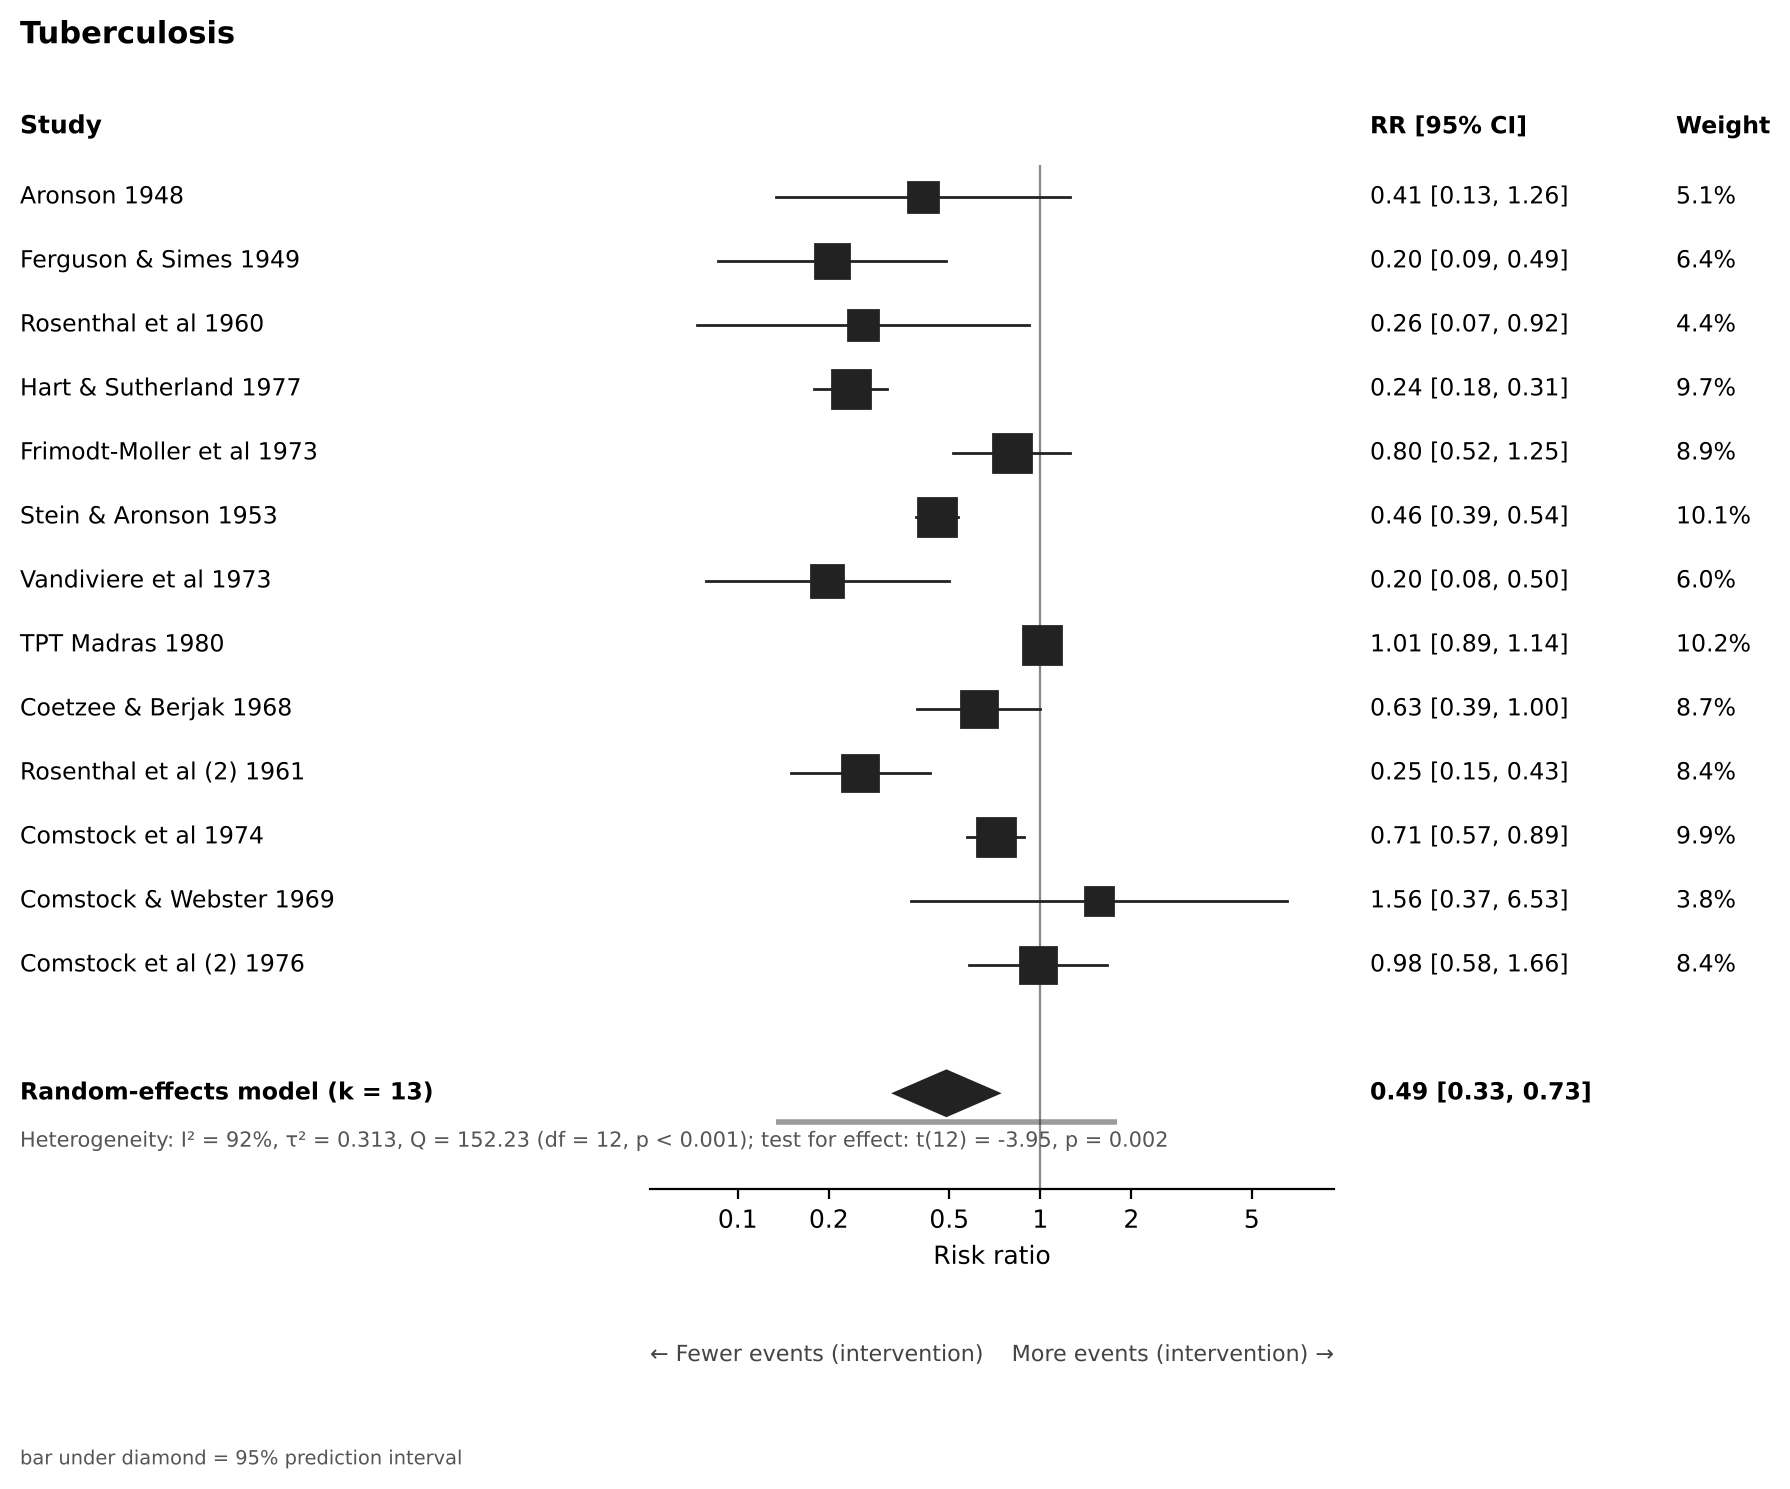 Tuberculosis
Study RR [95% CI] Weight
Aronson 1948 0.41 [0.13, 1.26] 5.1%
Ferguson & Simes 1949 0.20 [0.09, 0.49] 6.4%
Rosenthal et al 1960 0.26 [0.07, 0.92] 4.4%
Hart & Sutherland 1977 0.24 [0.18, 0.31] 9.7%
Frimodt-Moller et al 1973 0.80 [0.52, 1.25] 8.9%
Stein & Aronson 1953 0.46 [0.39, 0.54] 10.1%
Vandiviere et al 1973 0.20 [0.08, 0.50] 6.0%
TPT Madras 1980 1.01 [0.89, 1.14] 10.2%
Coetzee & Berjak 1968 0.63 [0.39, 1.00] 8.7%
Rosenthal et al (2) 1961 0.25 [0.15, 0.43] 8.4%
Comstock et al 1974 0.71 [0.57, 0.89] 9.9%
Comstock & Webster 1969 1.56 [0.37, 6.53] 3.8%
Comstock et al (2) 1976 0.98 [0.58, 1.66] 8.4%
Random-effects model (k = 13) 0.49 [0.33, 0.73]
Heterogeneity: I² = 92%, τ² = 0.313, Q = 152.23 (df = 12, p < 0.001); test for effect: t(12) = -3.95, p = 0.002
0.1 0.2 0.5 1 2 5
Risk ratio
← Fewer events (intervention) More events (intervention) →
bar under diamond = 95% prediction interval